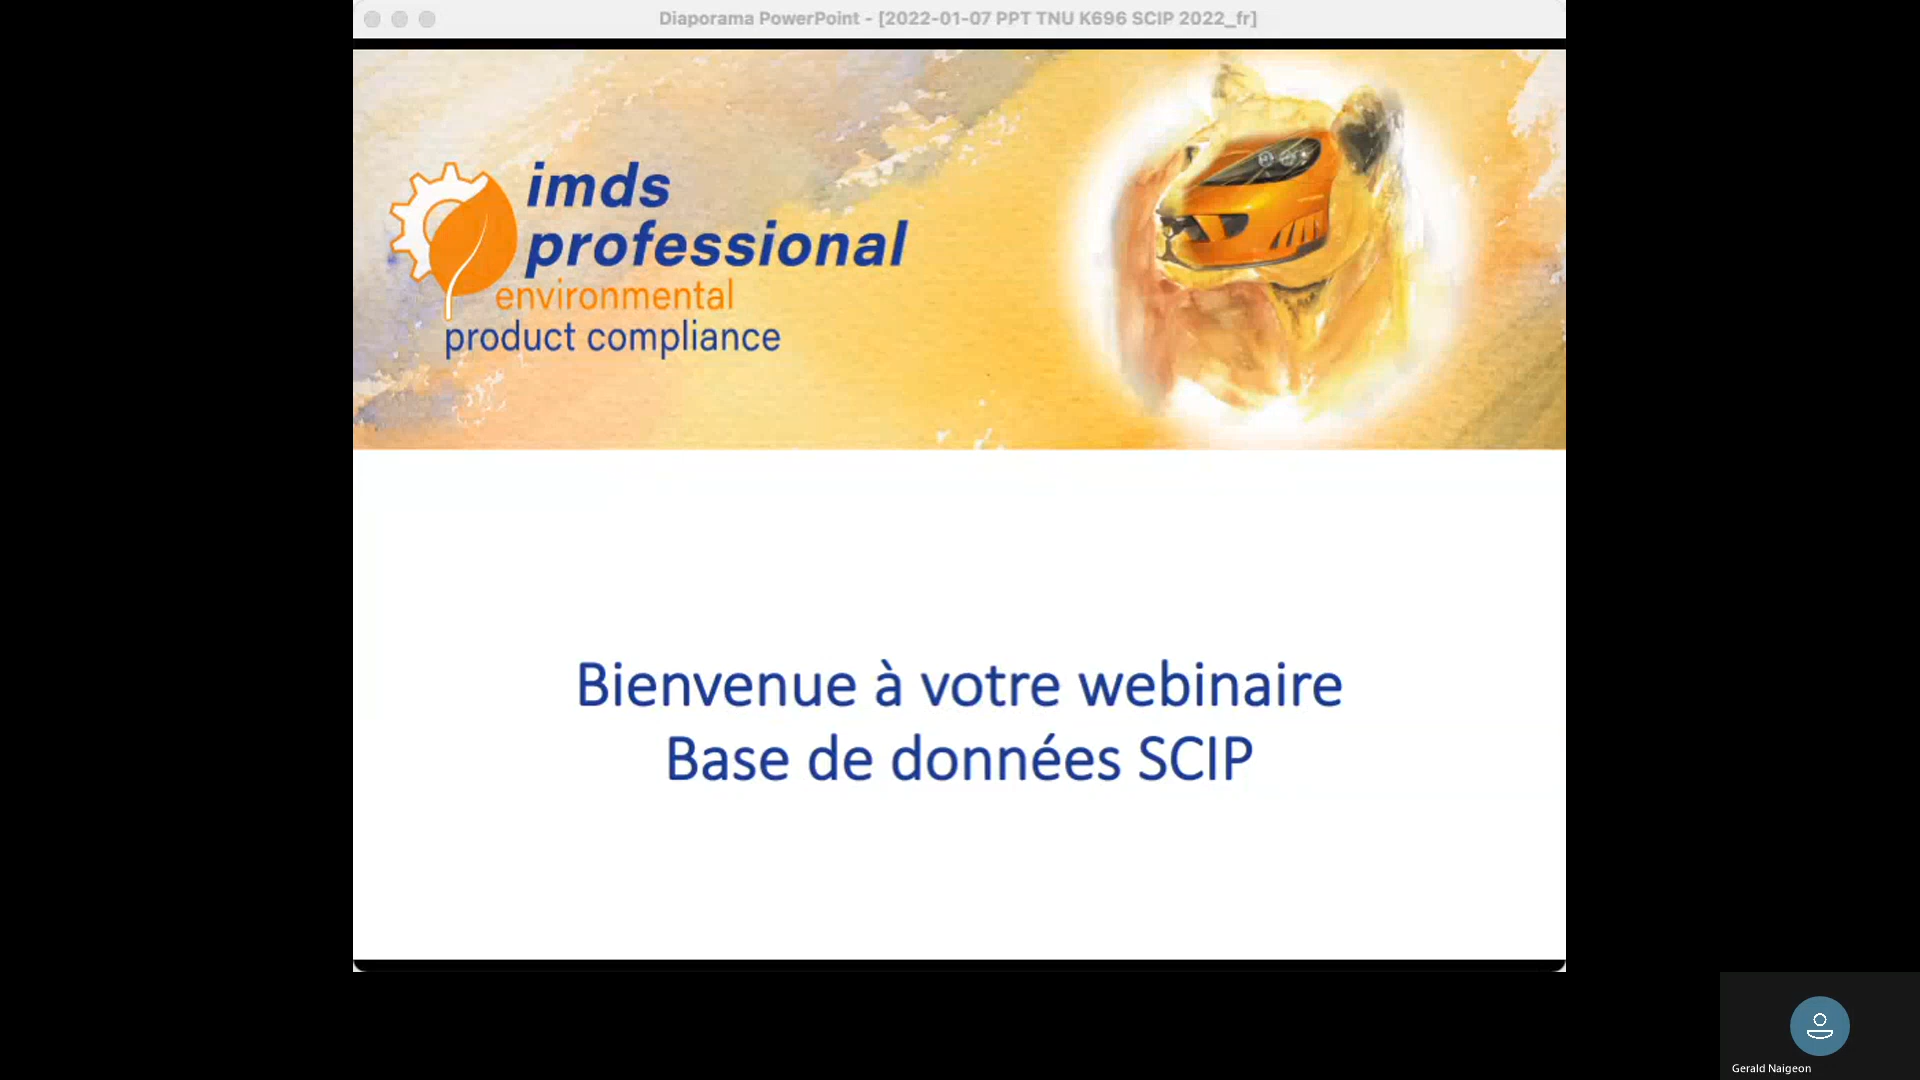 Diaporama PowerPoint - [2022-01-07 PPT TNU K696 SCIP 2022_fr]
imds
professional
environmental
product compliance
Bienvenue à votre webinaire
Base de données SCIP
Gerald Naigeon